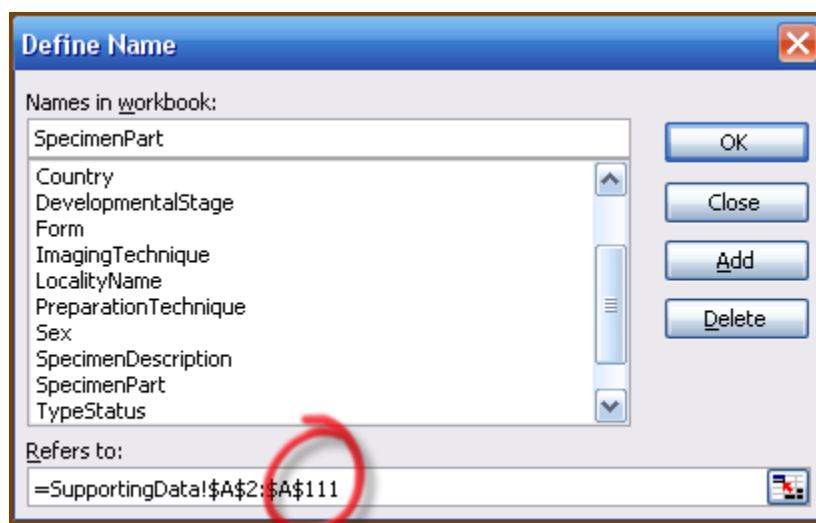 Define Name
Names in workbook:
SpecimenPart
OK
Country
DevelopmentalStage
Close
Form
ImagingTechnique
Add
LocalityName
PreparationTechnique
Delete
Sex
SpecimenDescription
SpecimenPart
TypeStatus
Refers to:
=SupportingData!$A$2:$A$111